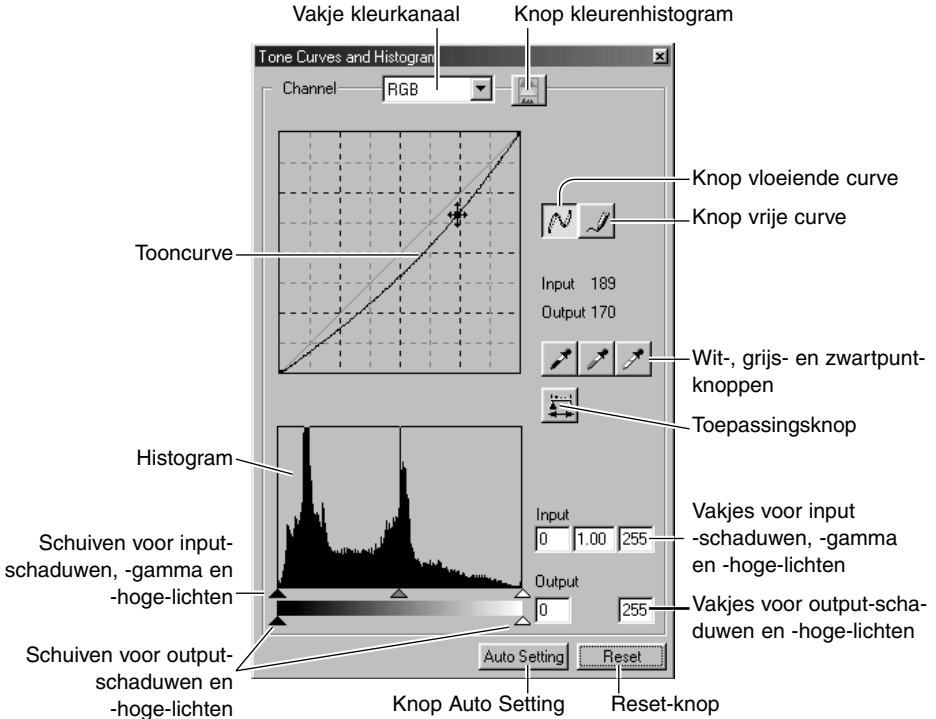 Vakje kleurkanaal
Knop kleurenhistogram
Tone Curves and Histogram
Channel
RGB
Knop vloeiende curve
Knop vrije curve
Tooncurve
Input 189
Output 170
Wit-, grijs- en zwartpunt-
knoppen
Toepassingsknop
Histogram
Input
0 1.00 255
Vakjes voor input
-schaduwen, -gamma
en -hoge-lichten
Schuiven voor input-
schaduwen, -gamma en
-hoge-lichten
Output
0 255
Vakjes voor output-scha-
duwen en -hoge-lichten
Schuiven voor output-
schaduwen en
-hoge-lichten
Auto Setting
Reset
Knop Auto Setting
Reset-knop